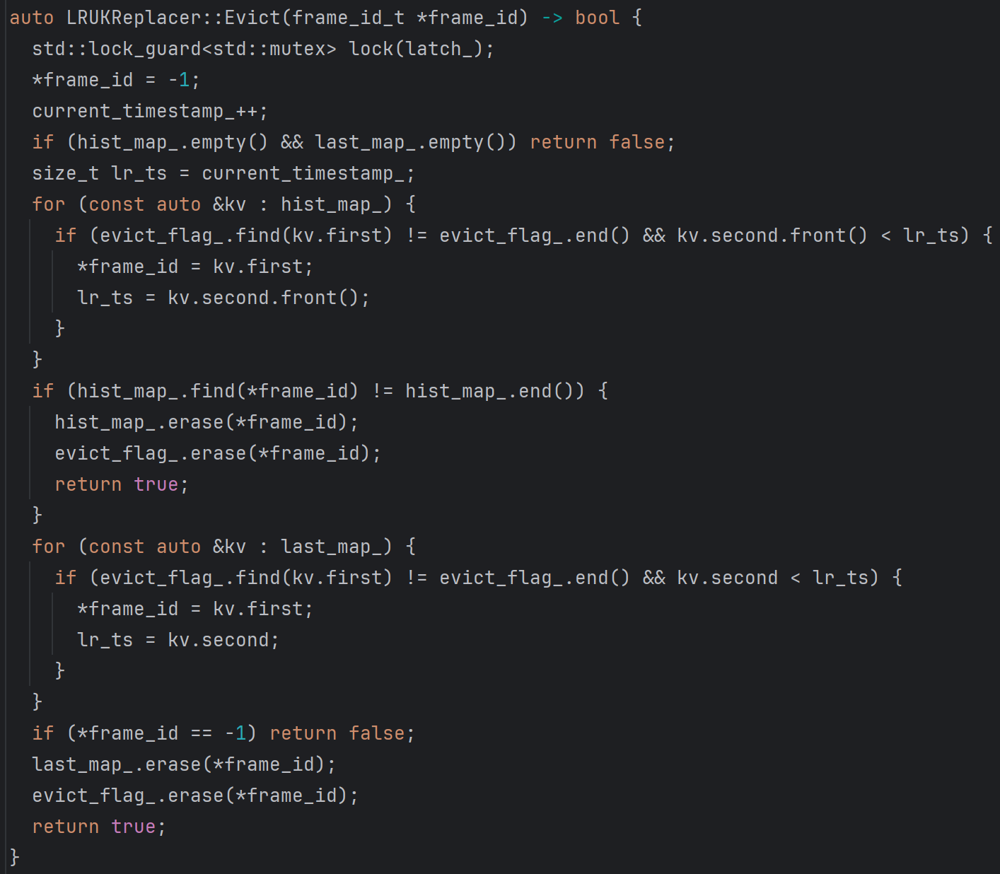 auto LRUKReplacer::Evict(frame_id_t *frame_id) -> bool {
  std::lock_guard<std::mutex> lock(latch_);
  *frame_id = -1;
  current_timestamp_++;
  if (hist_map_.empty() && last_map_.empty()) return false;
  size_t lr_ts = current_timestamp_;
  for (const auto &kv : hist_map_) {
    if (evict_flag_.find(kv.first) != evict_flag_.end() && kv.second.front() < lr_ts) {
      *frame_id = kv.first;
      lr_ts = kv.second.front();
    }
  }
  if (hist_map_.find(*frame_id) != hist_map_.end()) {
    hist_map_.erase(*frame_id);
    evict_flag_.erase(*frame_id);
    return true;
  }
  for (const auto &kv : last_map_) {
    if (evict_flag_.find(kv.first) != evict_flag_.end() && kv.second < lr_ts) {
      *frame_id = kv.first;
      lr_ts = kv.second;
    }
  }
  if (*frame_id == -1) return false;
  last_map_.erase(*frame_id);
  evict_flag_.erase(*frame_id);
  return true;
}